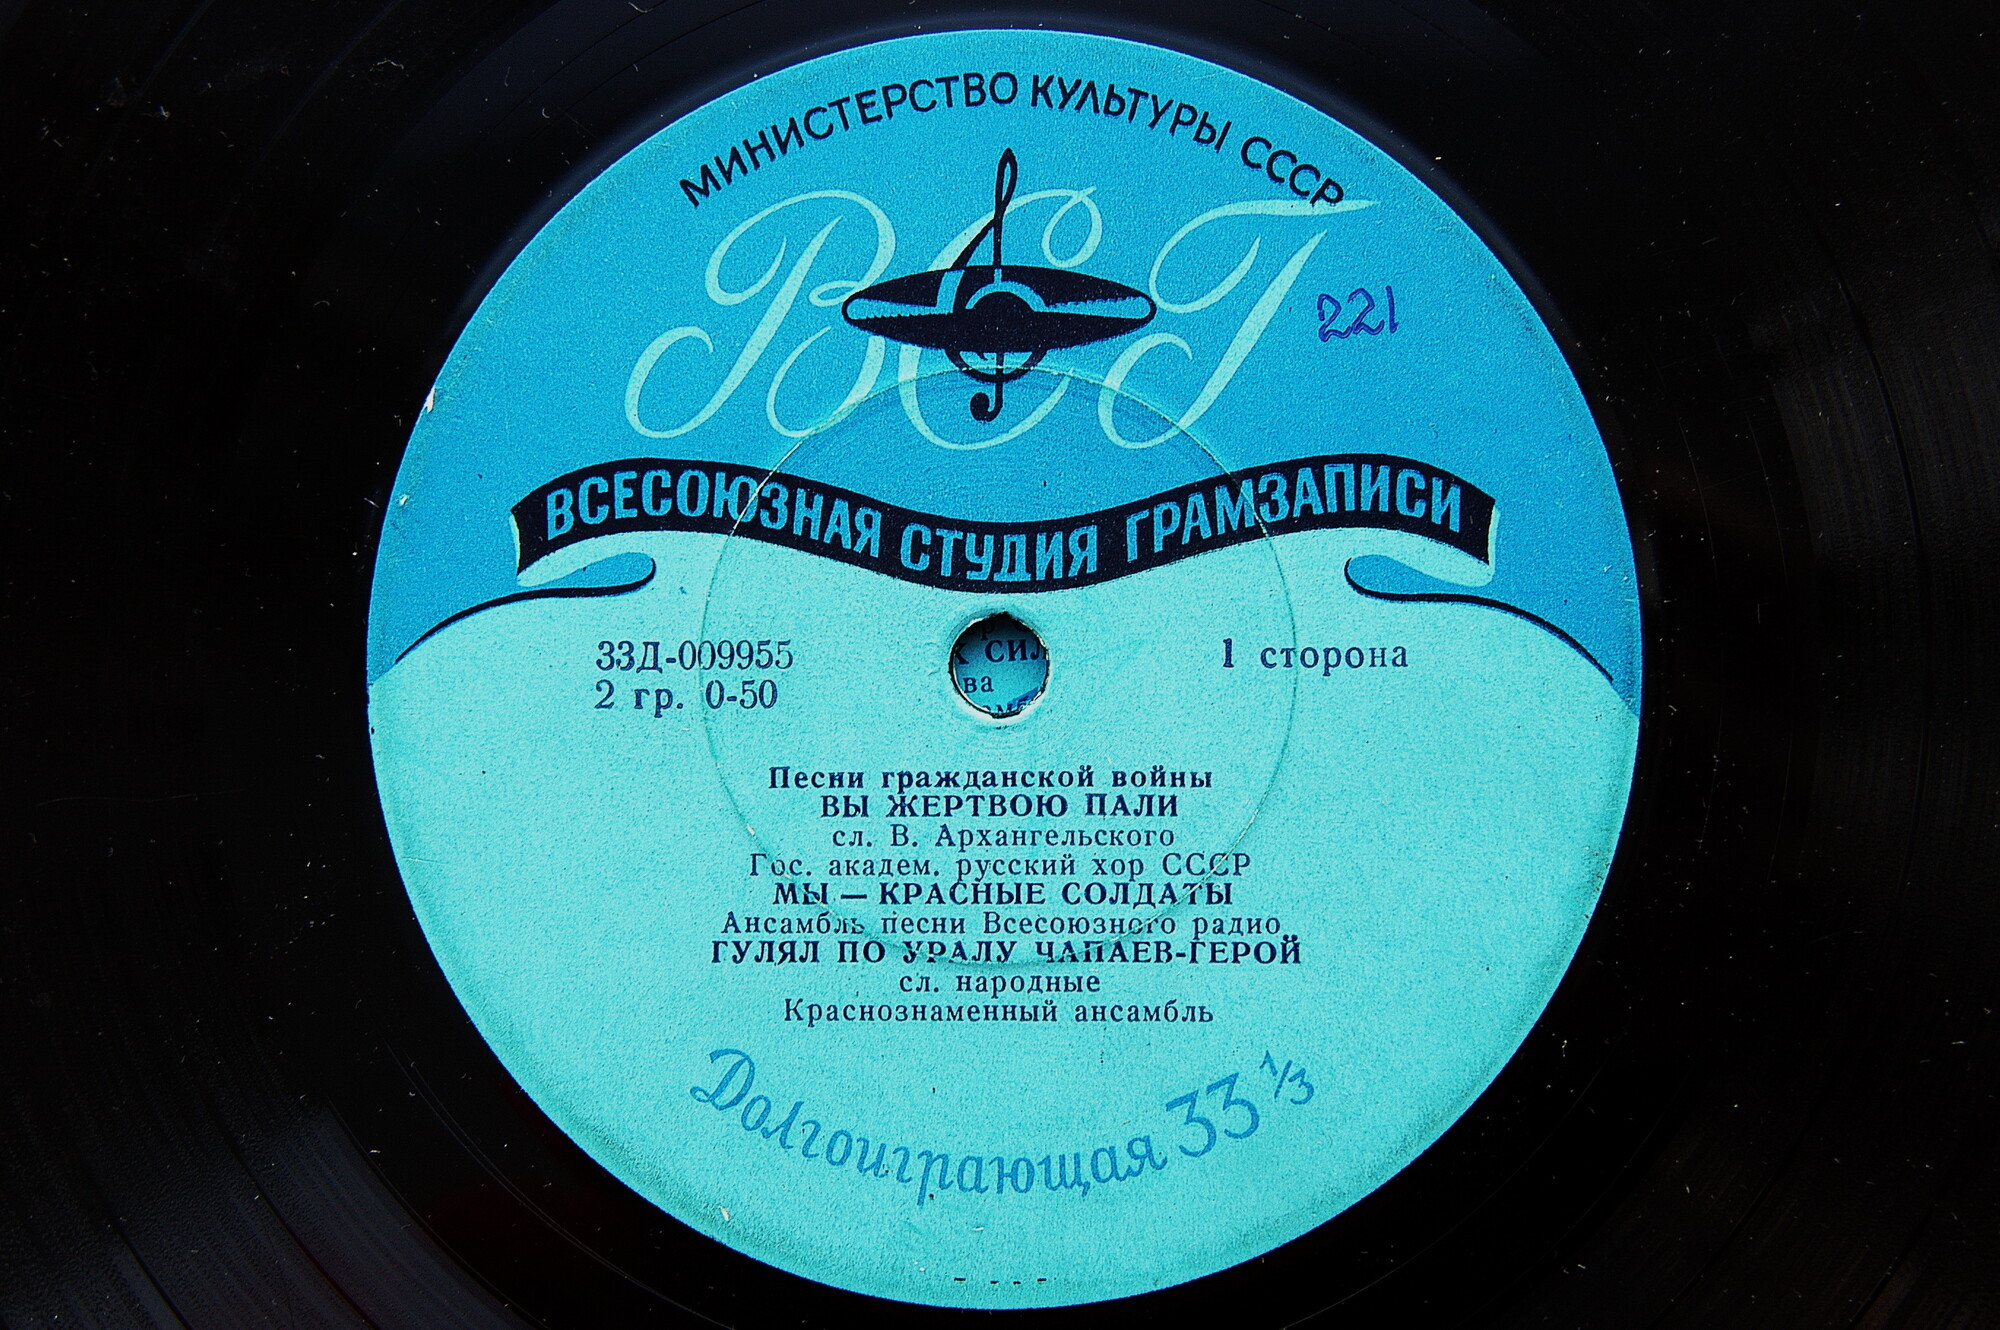 МИНИСТЕРСТВО КУЛЬТУРЫ СССР
ВСГ
221
ВСЕСОЮЗНАЯ СТУДИЯ ГРАМЗАПИСИ
33Д-009955
2 гр. 0-50
1 сторона
Песни гражданской войны
ВЫ ЖЕРТВОЮ ПАЛИ
сл. В. Архангельского
Гос. академ. русский хор СССР
МЫ — КРАСНЫЕ СОЛДАТЫ
Ансамбль песни Всесоюзного радио
ГУЛЯЛ ПО УРАЛУ ЧАПАЕВ-ГЕРОЙ
сл. народные
Краснознаменный ансамбль
Долгоиграющая 33 1/3